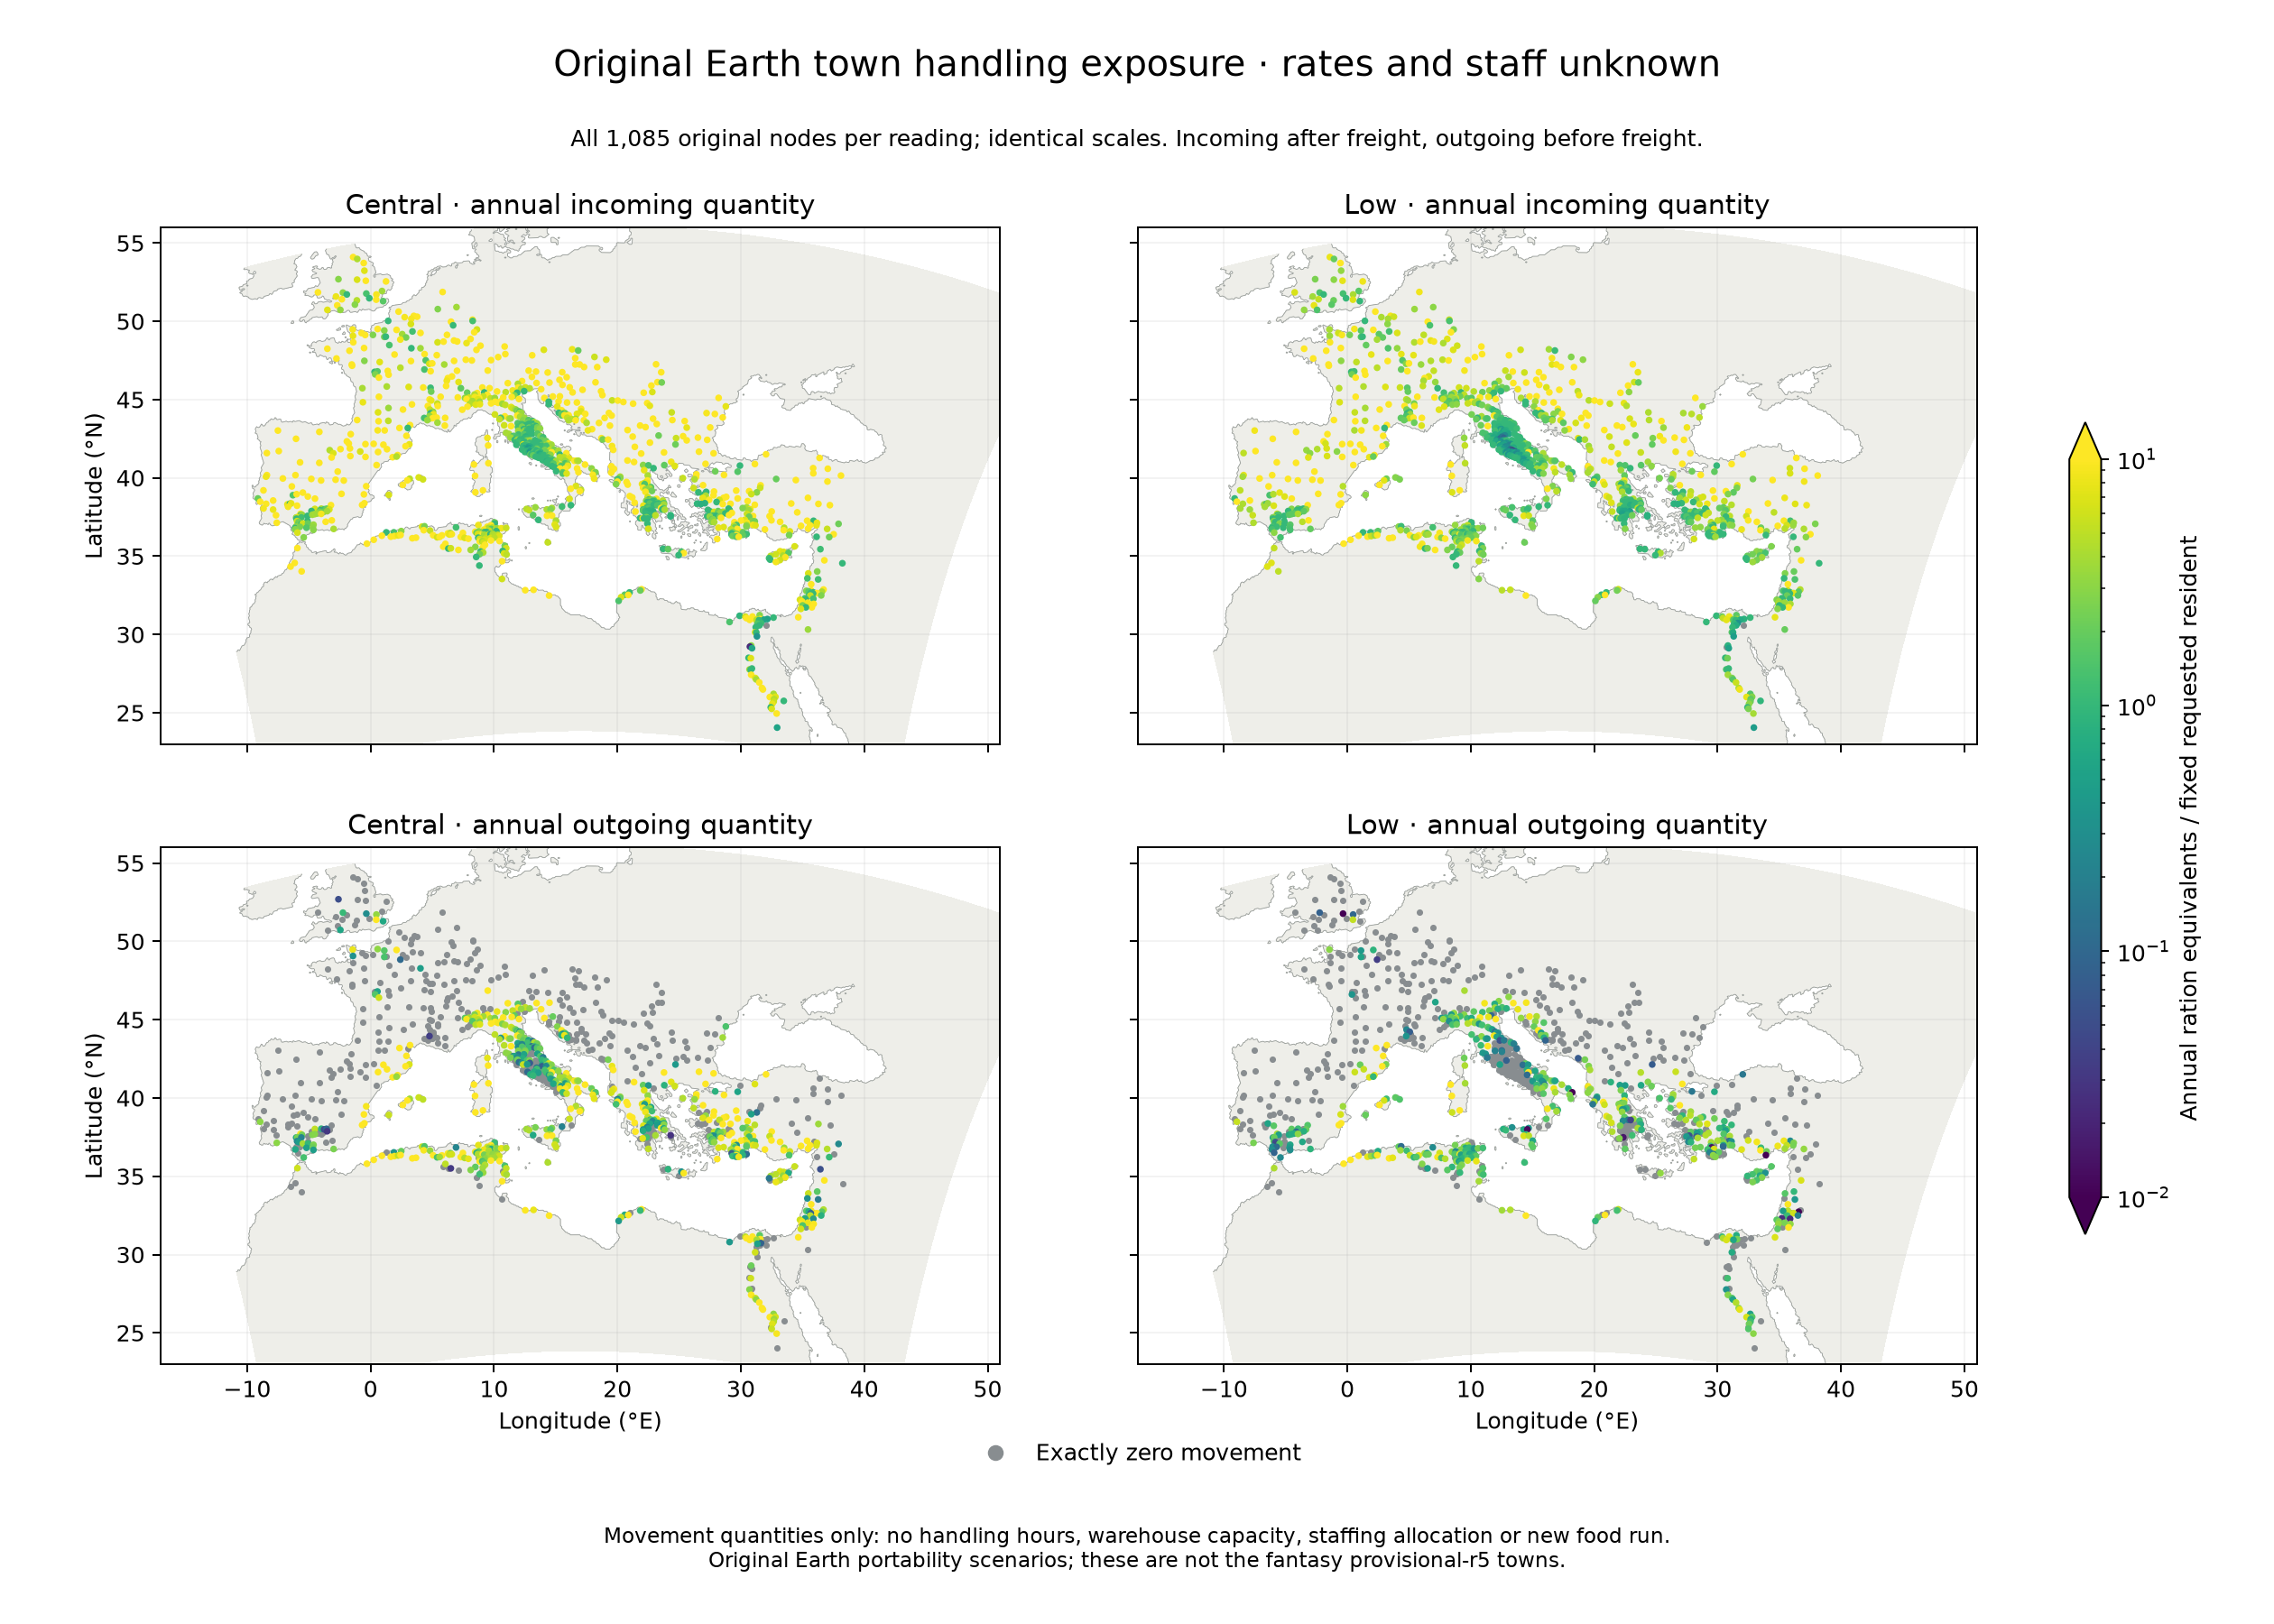 Original Earth town handling exposure · rates and staff unknown
All 1,085 original nodes per reading; identical scales. Incoming after freight, outgoing before freight.
Central · annual incoming quantity
Low · annual incoming quantity
55
50
45
40
35
30
25
Latitude (°N)
Central · annual outgoing quantity
Low · annual outgoing quantity
55
50
45
40
35
30
25
Latitude (°N)
−10 0 10 20 30 40 50
−10 0 10 20 30 40 50
Longitude (°E)
Longitude (°E)
10¹
10⁰
10⁻¹
10⁻²
Annual ration equivalents / fixed requested resident
Exactly zero movement
Movement quantities only: no handling hours, warehouse capacity, staffing allocation or new food run.
Original Earth portability scenarios; these are not the fantasy provisional-r5 towns.